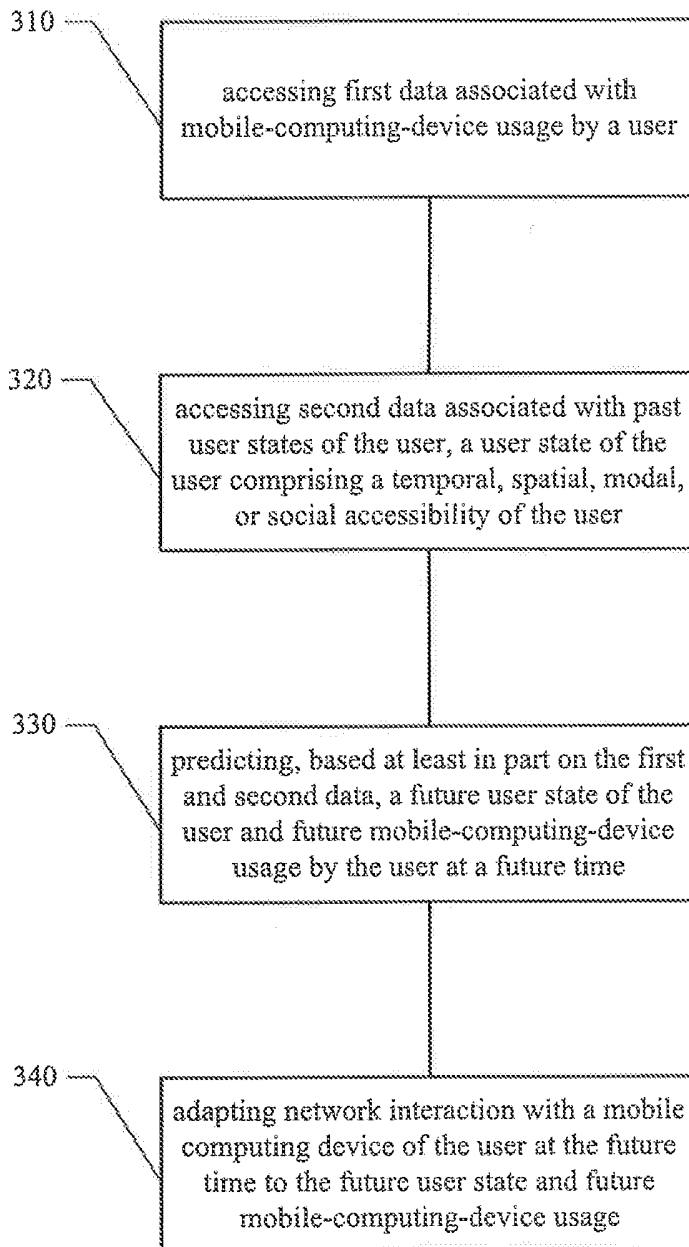 310
accessing first data associated with
mobile-computing-device usage by a user
320
accessing second data associated with past
user states of the user, a user state of the
user comprising a temporal, spatial, modal,
or social accessibility of the user
330
predicting, based at least in part on the first
and second data, a future user state of the
user and future mobile-computing-device
usage by the user at a future time
340
adapting network interaction with a mobile
computing device of the user at the future
time to the future user state and future
mobile-computing-device usage